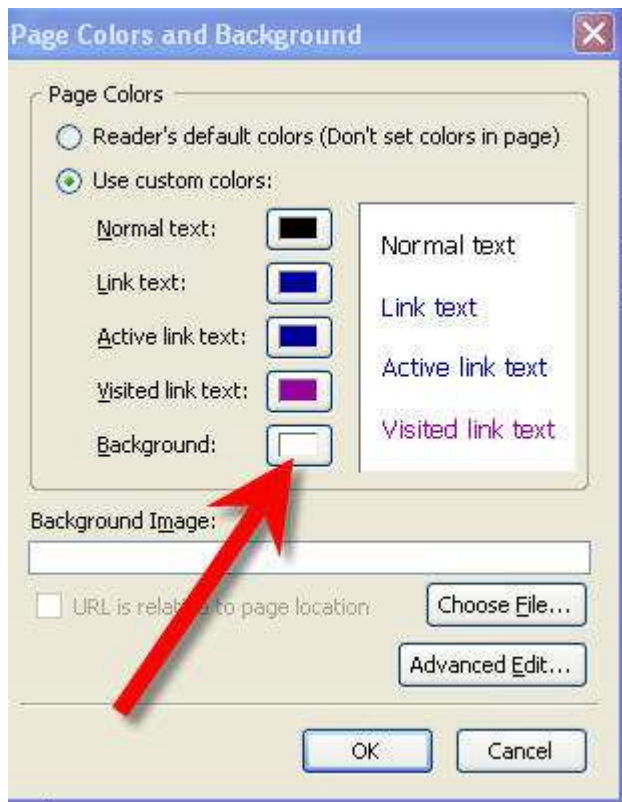 Page Colors and Background
Page Colors
Reader's default colors (Don't set colors in page)
Use custom colors:
Normal text:
Link text:
Active link text:
Visited link text:
Background:
Normal text
Link text
Active link text
Visited link text
Background Image:
URL is relative to page location
Choose File...
Advanced Edit...
OK
Cancel